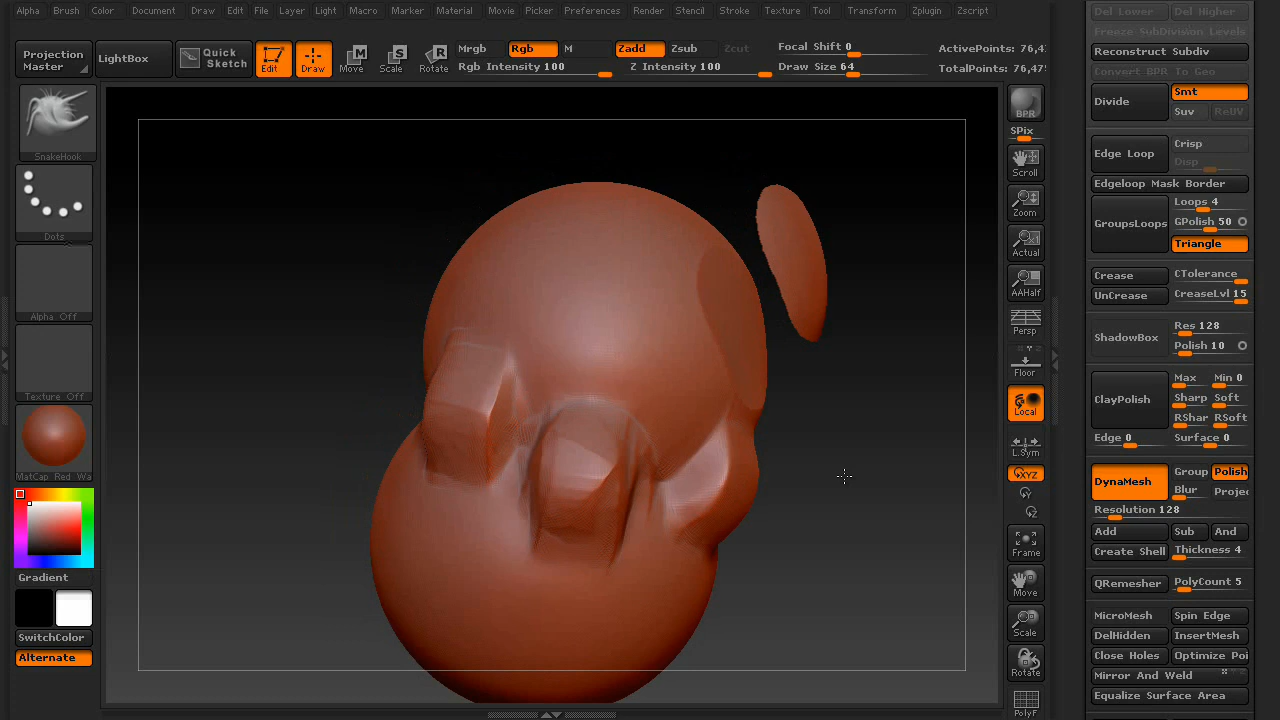 Alpha Brush Color Document Draw Edit File Layer Light Macro Marker Material Movie Picker Preferences Render Stencil Stroke Texture Tool Transform Zplugin Zscript
Projection Master
LightBox
Quick Sketch
Edit
Draw
Move
Scale
Rotate
Mrgb Rgb M
Rgb Intensity 100
Zadd Zsub Zcut
Z Intensity 100
Focal Shift 0
Draw Size 64
ActivePoints: 76,4
TotalPoints: 76,47
SnakeHook
Dots
Alpha Off
Texture Off
MatCap Red Wa
Gradient
SwitchColor
Alternate
BPR
SPix
Scroll
Zoom
Actual
AAHalf
Persp
Floor
Local
L.Sym
XYZ
Frame
Move
Scale
Rotate
PolyF
Del Lower Del Higher
Freeze SubDivision Levels
Reconstruct Subdiv
Convert BPR To Geo
Divide
Smt
Suv ReUV
Edge Loop
Crisp
Disp
Edgeloop Mask Border
GroupsLoops
Loops 4
GPolish 50
Triangle
Crease CTolerance
UnCrease CreaseLvl 15
ShadowBox
Res 128
Polish 10
ClayPolish
Max Min 0
Sharp Soft
RShar RSoft
Edge 0 Surface 0
DynaMesh
Group Polish
Blur Projec
Resolution 128
Add Sub And
Create Shell Thickness 4
QRemesher PolyCount 5
MicroMesh Spin Edge
DelHidden InsertMesh
Close Holes Optimize Poi
Mirror And Weld
Equalize Surface Area